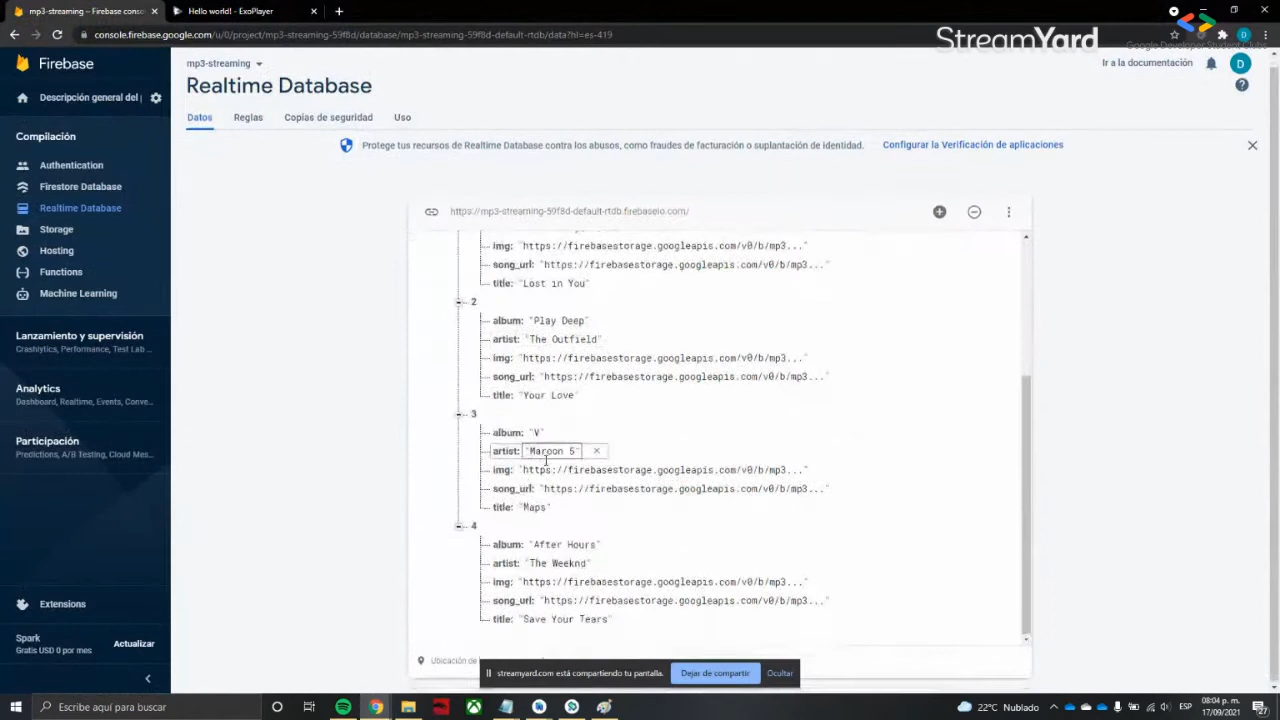 mp3-streaming – Firebase cons
Hello world! - ExoPlayer
console.firebase.google.com/u/0/project/mp3-streaming-59f8d/database/mp3-streaming-59f8d-default-rtdb/data?hl=es-419
StreamYard
Google Developer Student Clubs
Firebase
mp3-streaming
Ir a la documentación
D
Descripción general del
Realtime Database
Datos
Reglas
Copias de seguridad
Uso
Compilación
Protege tus recursos de Realtime Database contra los abusos, como fraudes de facturación o suplantación de identidad.
Configurar la Verificación de aplicaciones
Authentication
Firestore Database
Realtime Database
Storage
Hosting
Functions
Machine Learning
Lanzamiento y supervisión
Crashlytics, Performance, Test Lab ...
Analytics
Dashboard, Realtime, Events, Conve...
Participación
Predictions, A/B Testing, Cloud Mes...
Extensions
Spark
Gratis USD 0 por mes
Actualizar
https://mp3-streaming-59f8d-default-rtdb.firebaseio.com/
img: "https://firebasestorage.googleapis.com/v0/b/mp3..."
song_url: "https://firebasestorage.googleapis.com/v0/b/mp3..."
title: "Lost in You"
2
album: "Play Deep"
artist: "The Outfield"
img: "https://firebasestorage.googleapis.com/v0/b/mp3..."
song_url: "https://firebasestorage.googleapis.com/v0/b/mp3..."
title: "Your Love"
3
album: "V"
artist: "Maroon 5"
img: "https://firebasestorage.googleapis.com/v0/b/mp3..."
song_url: "https://firebasestorage.googleapis.com/v0/b/mp3..."
title: "Maps"
4
album: "After Hours"
artist: "The Weeknd"
img: "https://firebasestorage.googleapis.com/v0/b/mp3..."
song_url: "https://firebasestorage.googleapis.com/v0/b/mp3..."
title: "Save Your Tears"
Ubicación de
streamyard.com está compartiendo tu pantalla.
Dejar de compartir
Ocultar
Escribe aquí para buscar
22°C Nublado
ESP
08:04 p. m.
17/09/2021